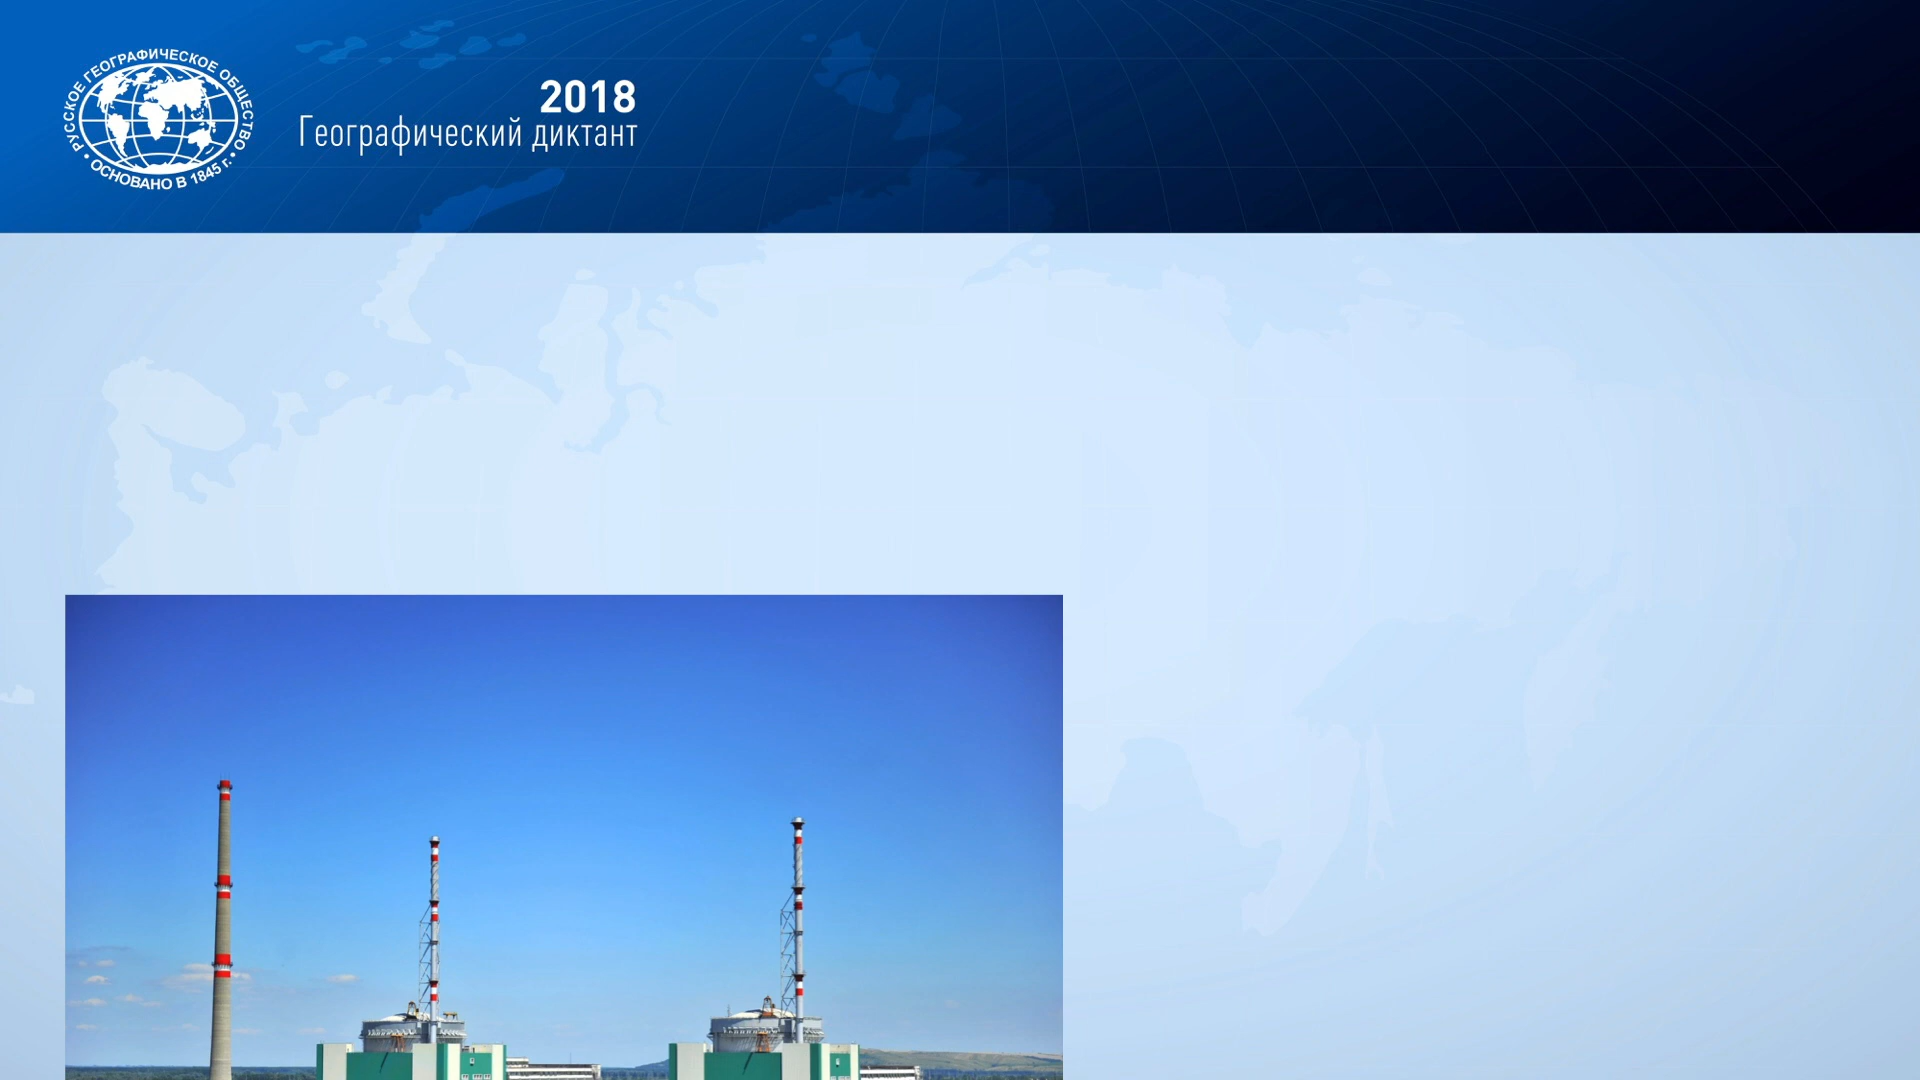 РУССКОЕ ГЕОГРАФИЧЕСКОЕ ОБЩЕСТВО
• ОСНОВАНО В 1845 г. •
2018
Географический диктант